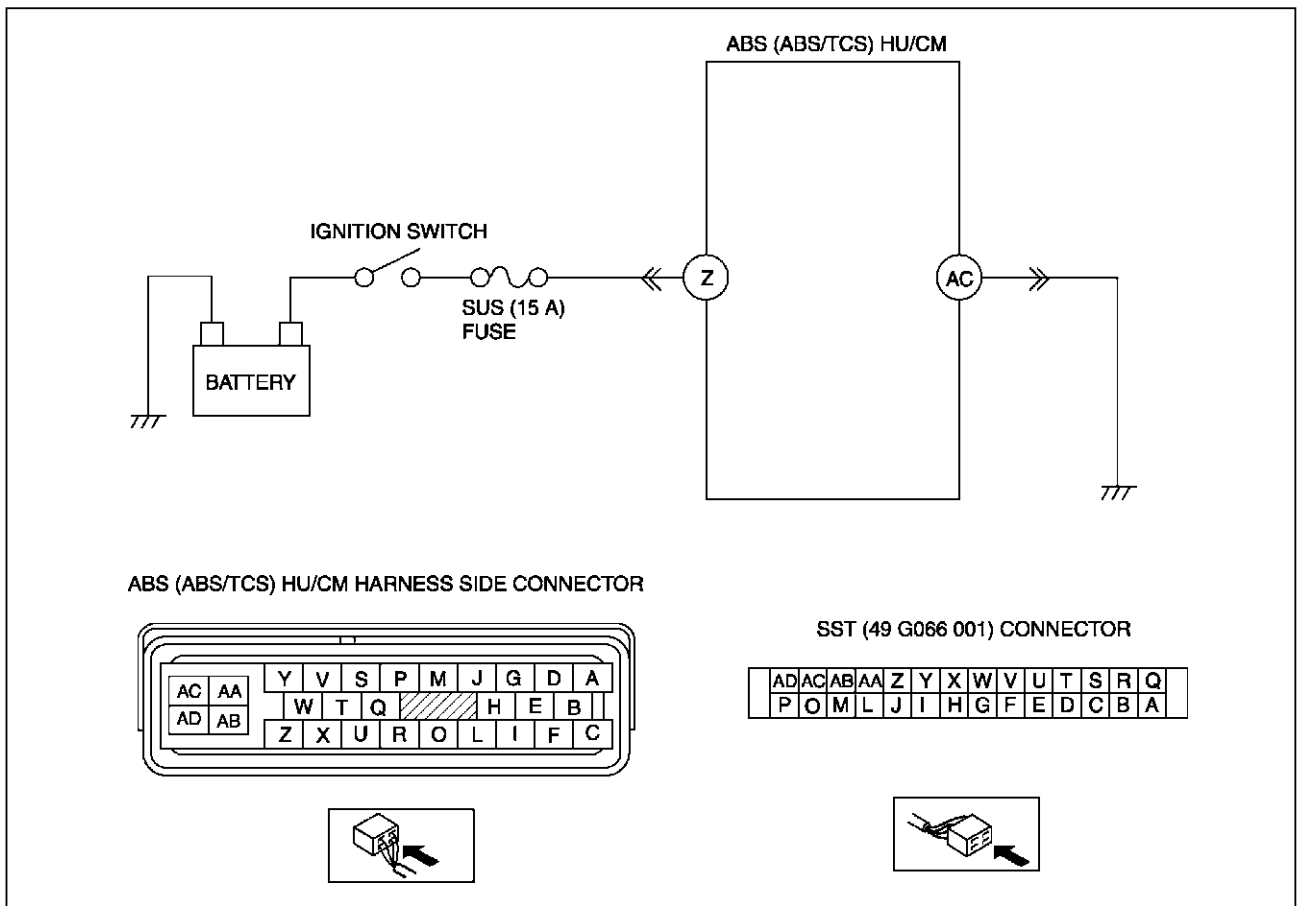 ABS (ABS/TCS) HU/CM
IGNITION SWITCH
Z
AC
SUS (15 A)
FUSE
BATTERY
ABS (ABS/TCS) HU/CM HARNESS SIDE CONNECTOR
AC AA Y V S P M J G D A
W T Q H E B
AD AB Z X U R O L I F C
SST (49 G066 001) CONNECTOR
AD AC AB AA Z Y X W V U T S R Q
P O M L J I H G F E D C B A